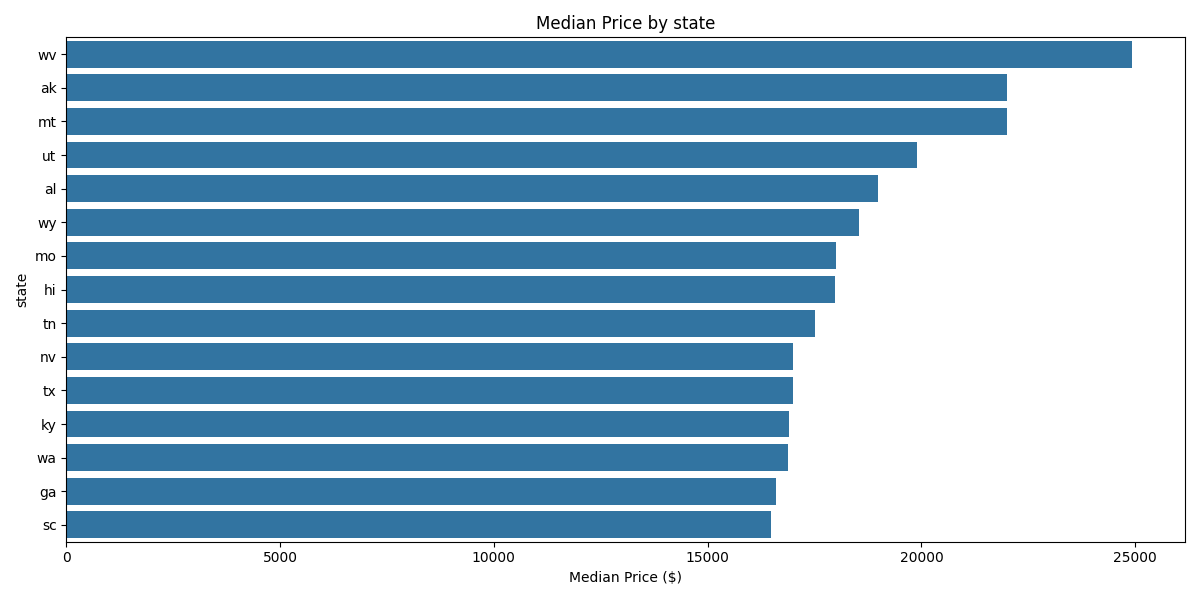 Median Price by state
wv
ak
mt
ut
al
wy
mo
hi
tn
nv
tx
ky
wa
ga
sc
state
0 5000 10000 15000 20000 25000
Median Price ($)